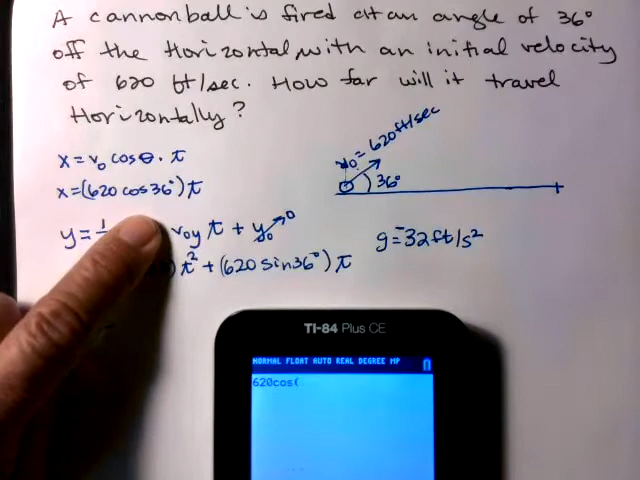 A cannonball is fired at an angle of 36°
off the Horizontal, with an initial velocity
of 620 ft/sec. How far will it travel
Horizontally?
x = v₀ cosθ · t
x = (620 cos 36°) t
v₀ = 620 ft/sec
36°
y = 1 v₀y t + y₀ 0
g = -32 ft/s²
) t² + (620 sin 36°) t
TI-84 Plus CE
NORMAL FLOAT AUTO REAL DEGREE MP
620cos(